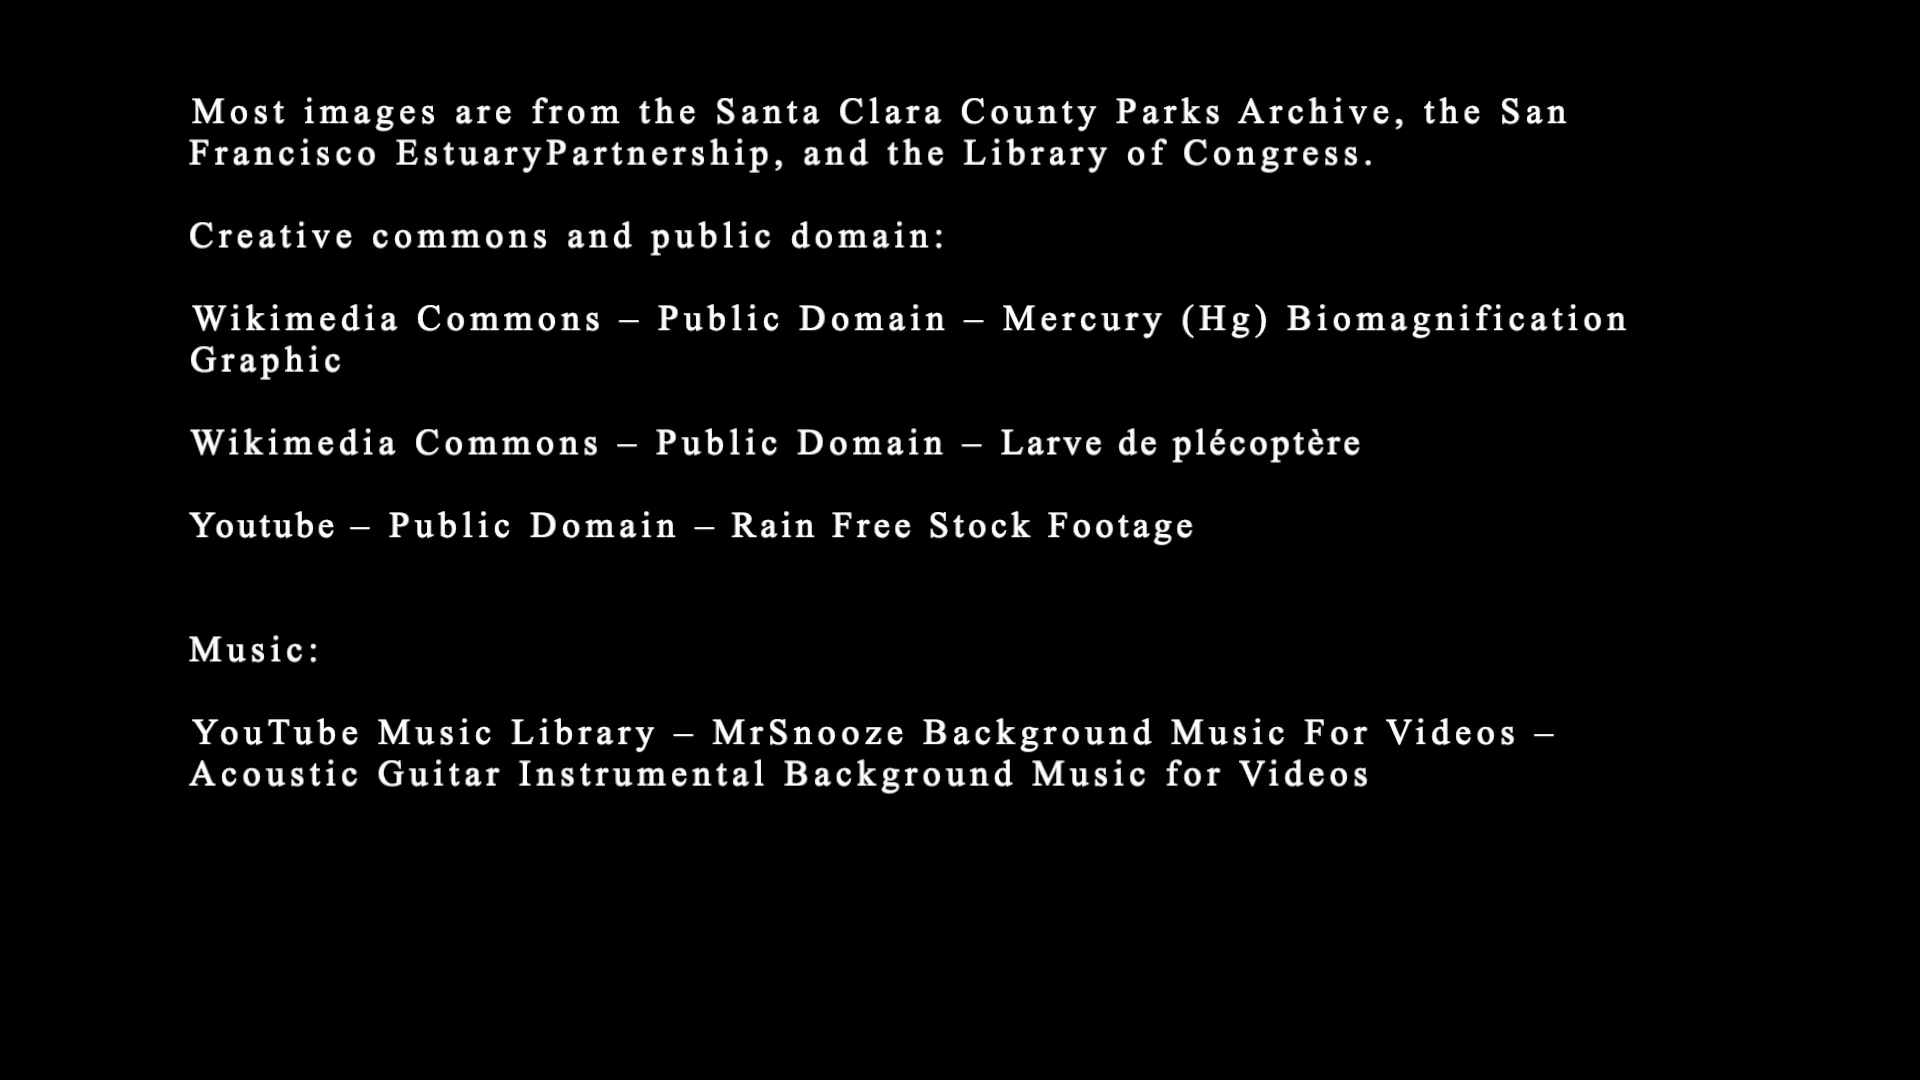 Most images are from the Santa Clara County Parks Archive, the San
Francisco EstuaryPartnership, and the Library of Congress.
Creative commons and public domain:
Wikimedia Commons – Public Domain – Mercury (Hg) Biomagnification
Graphic
Wikimedia Commons – Public Domain – Larve de plécoptère
Youtube – Public Domain – Rain Free Stock Footage
Music:
YouTube Music Library – MrSnooze Background Music For Videos –
Acoustic Guitar Instrumental Background Music for Videos